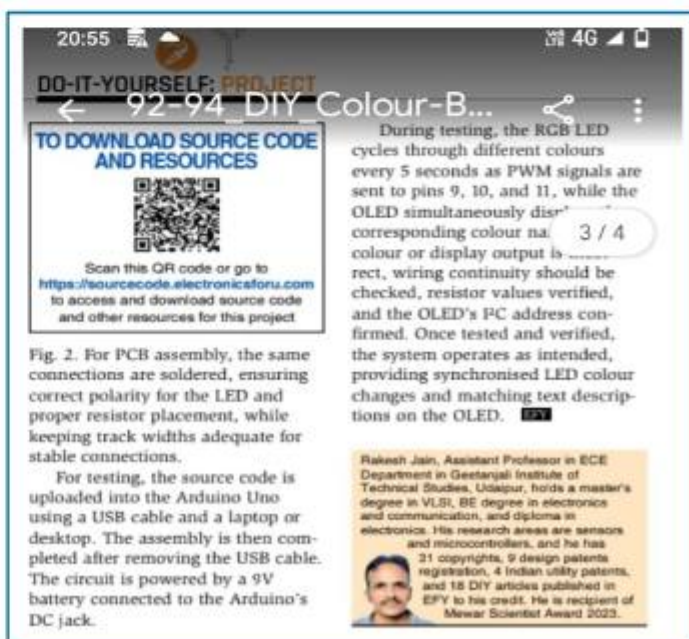 20:55
4G
DO-IT-YOURSELF: PROJECT
92-94_DIY_Colour-B...
TO DOWNLOAD SOURCE CODE
AND RESOURCES
Scan this QR code or go to
https://sourcecode.electronicsforu.com
to access and download source code
and other resources for this project
Fig. 2. For PCB assembly, the same
connections are soldered, ensuring
correct polarity for the LED and
proper resistor placement, while
keeping track widths adequate for
stable connections.
For testing, the source code is
uploaded into the Arduino Uno
using a USB cable and a laptop or
desktop. The assembly is then com-
pleted after removing the USB cable.
The circuit is powered by a 9V
battery connected to the Arduino's
DC jack.
During testing, the RGB LED
cycles through different colours
every 5 seconds as PWM signals are
sent to pins 9, 10, and 11, while the
OLED simultaneously
corresponding colour
3 / 4
colour or display output is
rect, wiring continuity should be
checked, resistor values verified,
and the OLED's I²C address con-
firmed. Once tested and verified,
the system operates as intended,
providing synchronised LED colour
changes and matching text descrip-
tions on the OLED. EFY
Rakesh Jain, Assistant Professor in ECE
Department in Geetanjali Institute of
Technical Studies, Udaipur, holds a master's
degree in VLSI, BE degree in electronics
and communication, and diploma in
electronics. His research areas are sensors
and microcontrollers, and he has
31 copyrights, 9 design patents
registration, 4 Indian utility patents,
and 18 DIY articles published in
EFY to his credit. He is recipient of
Mewar Scientist Award 2023.